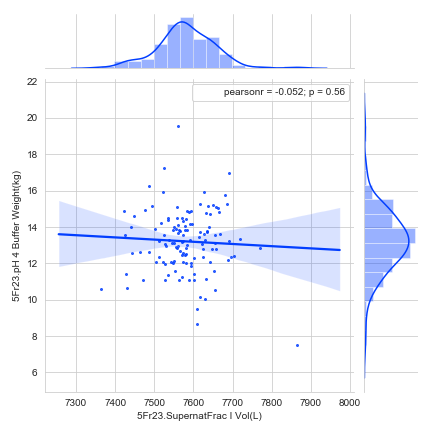 pearsonr = -0.052; p = 0.56
22
20
18
16
14
12
10
8
6
5Fr23.pH 4 Buffer Weight(kg)
7300 7400 7500 7600 7700 7800 7900 8000
5Fr23.SupernatFrac I Vol(L)